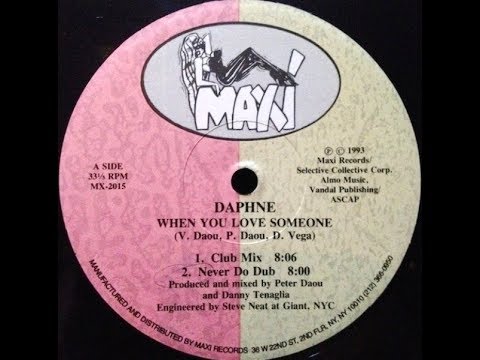 MAXI
A SIDE
33⅓ RPM
MX-2015
℗ © 1993
Maxi Records/
Selective Collective Corp.
Almo Music,
Vandal Publishing/
ASCAP
DAPHNE
WHEN YOU LOVE SOMEONE
(V. Daou, P. Daou, D. Vega)
1. Club Mix 8:06
2. Never Do Dub 8:00
Produced and mixed by Peter Daou
and Danny Tenaglia
Engineered by Steve Neat at Giant, NYC
MANUFACTURED AND DISTRIBUTED BY MAXI RECORDS 36 W 22ND ST. 2ND FLR, NY, NY 10010 (212) 366-0950